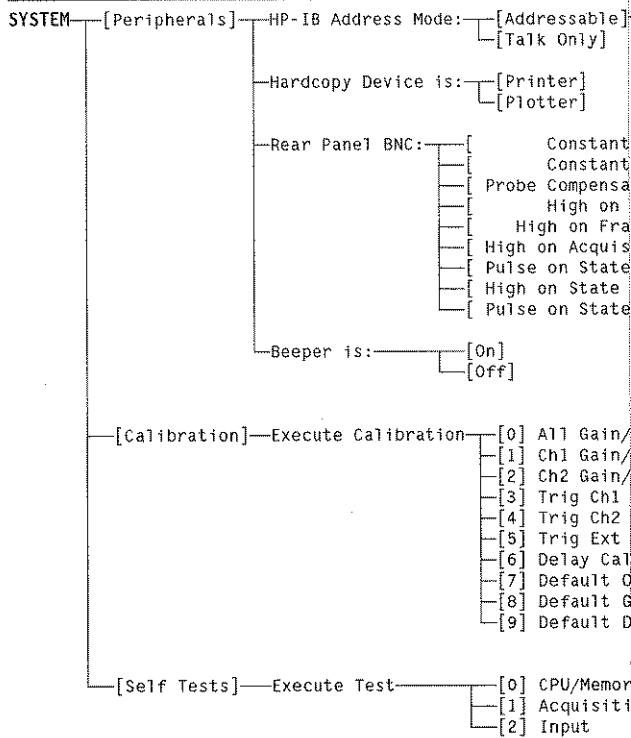 SYSTEM [Peripherals] HP-IB Address Mode: [Addressable]
[Talk Only]
Hardcopy Device is: [Printer]
[Plotter]
Rear Panel BNC: [ Constant
[ Constant
[ Probe Compensa
[ High on
[ High on Fra
[ High on Acquis
[ Pulse on State
[ High on State
[ Pulse on State
Beeper is: [On]
[Off]
[Calibration] Execute Calibration [0] All Gain/
[1] Ch1 Gain/
[2] Ch2 Gain/
[3] Trig Ch1
[4] Trig Ch2
[5] Trig Ext
[6] Delay Cal
[7] Default O
[8] Default G
[9] Default D
[Self Tests] Execute Test [0] CPU/Memor
[1] Acquisiti
[2] Input